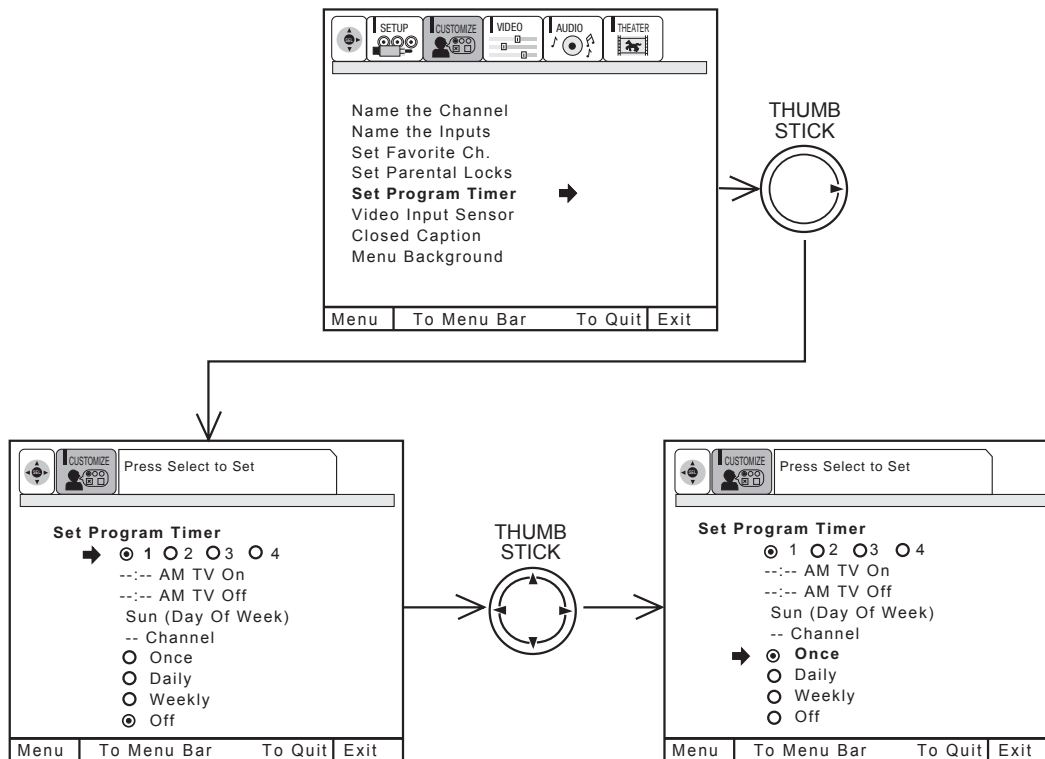 SETUP CUSTOMIZE VIDEO AUDIO THEATER
SEL
Name the Channel
Name the Inputs
Set Favorite Ch.
Set Parental Locks
Set Program Timer
Video Input Sensor
Closed Caption
Menu Background
Menu To Menu Bar To Quit Exit
THUMB
STICK
SEL
CUSTOMIZE
Press Select to Set
Set Program Timer
1 2 3 4
--:-- AM TV On
--:-- AM TV Off
Sun (Day Of Week)
-- Channel
Once
Daily
Weekly
Off
Menu To Menu Bar To Quit Exit
THUMB
STICK
SEL
CUSTOMIZE
Press Select to Set
Set Program Timer
1 2 3 4
--:-- AM TV On
--:-- AM TV Off
Sun (Day Of Week)
-- Channel
Once
Daily
Weekly
Off
Menu To Menu Bar To Quit Exit